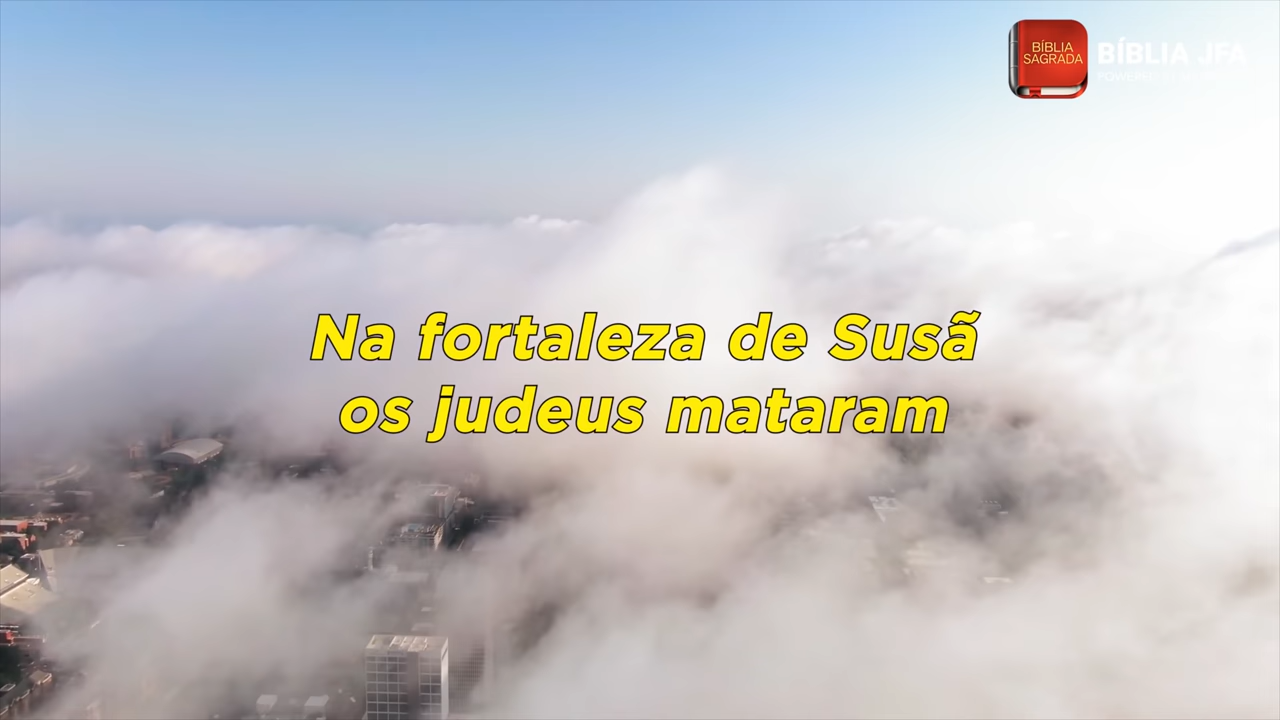 BÍBLIA
SAGRADA
BÍBLIA JFA
Na fortaleza de Susã
os judeus mataram